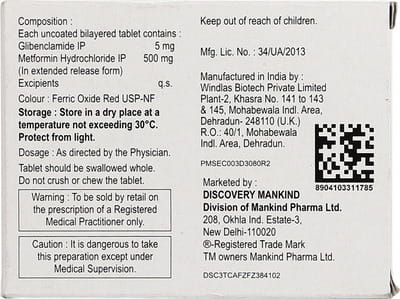 Composition :
Each uncoated bilayered tablet contains :
Glibenclamide IP 5 mg
Metformin Hydrochloride IP 500 mg
(In extended release form)
Excipients q.s.
Colour : Ferric Oxide Red USP-NF
Storage : Store in a dry place at a
temperature not exceeding 30°C.
Protect from light.
Dosage : As directed by the Physician.
Tablet should be swallowed whole.
Do not crush or chew the tablet.
Warning : To be sold by retail on
the prescription of a Registered
Medical Practitioner only.
Caution : It is dangerous to take
this preparation except under
Medical Supervision.
Keep out of reach of children.
Mfg. Lic. No. : 34/UA/2013
Manufactured in India by :
Windlas Biotech Private Limited
Plant-2, Khasra No. 141 to 143
& 145, Mohabewala Indl. Area,
Dehradun- 248110 (U.K.)
R.O.: 40/1, Mohabewala
Indl. Area, Dehradun.
PMSEC003D3080R2
8904103311785
Marketed by :
DISCOVERY MANKIND
Division of Mankind Pharma Ltd.
208, Okhla Ind. Estate-3,
New Delhi-110020
®-Registered Trade Mark
TM owners Mankind Pharma Ltd.
DSC3TCAFZFZ384102